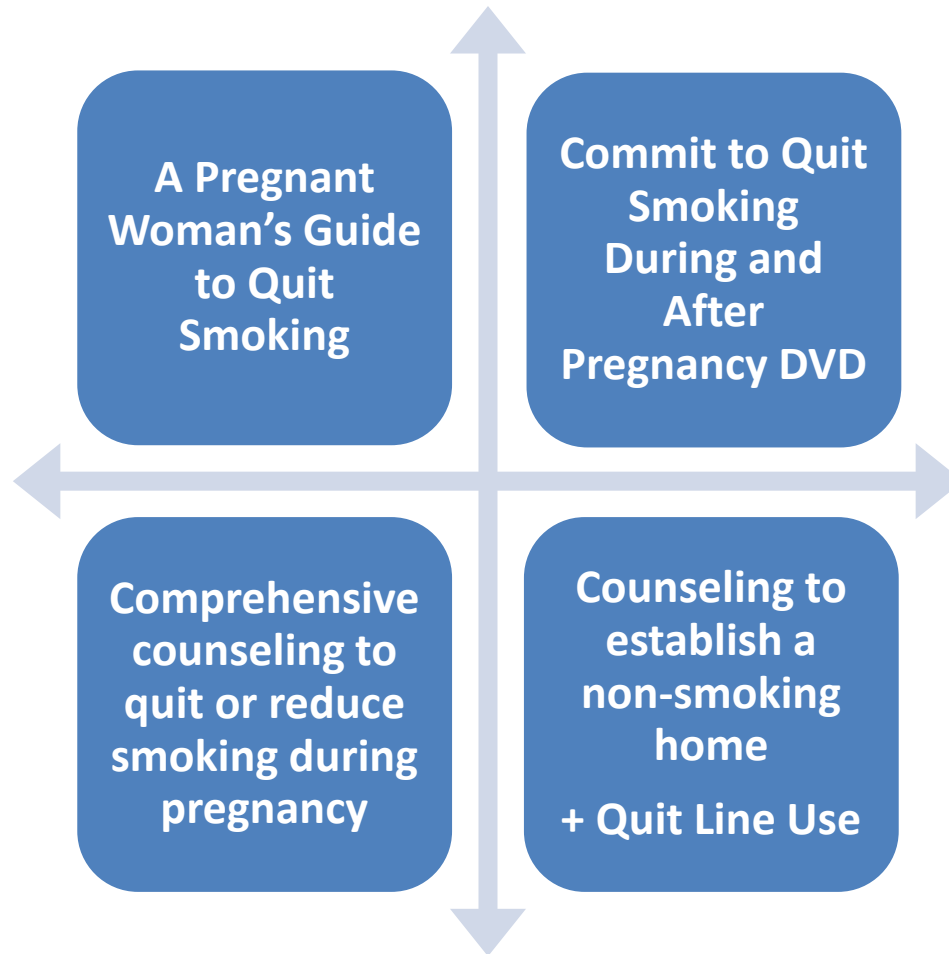 A Pregnant
Woman’s Guide
to Quit
Smoking
Commit to Quit
Smoking
During and
After
Pregnancy DVD
Comprehensive
counseling to
quit or reduce
smoking during
pregnancy
Counseling to
establish a
non-smoking
home
+ Quit Line Use